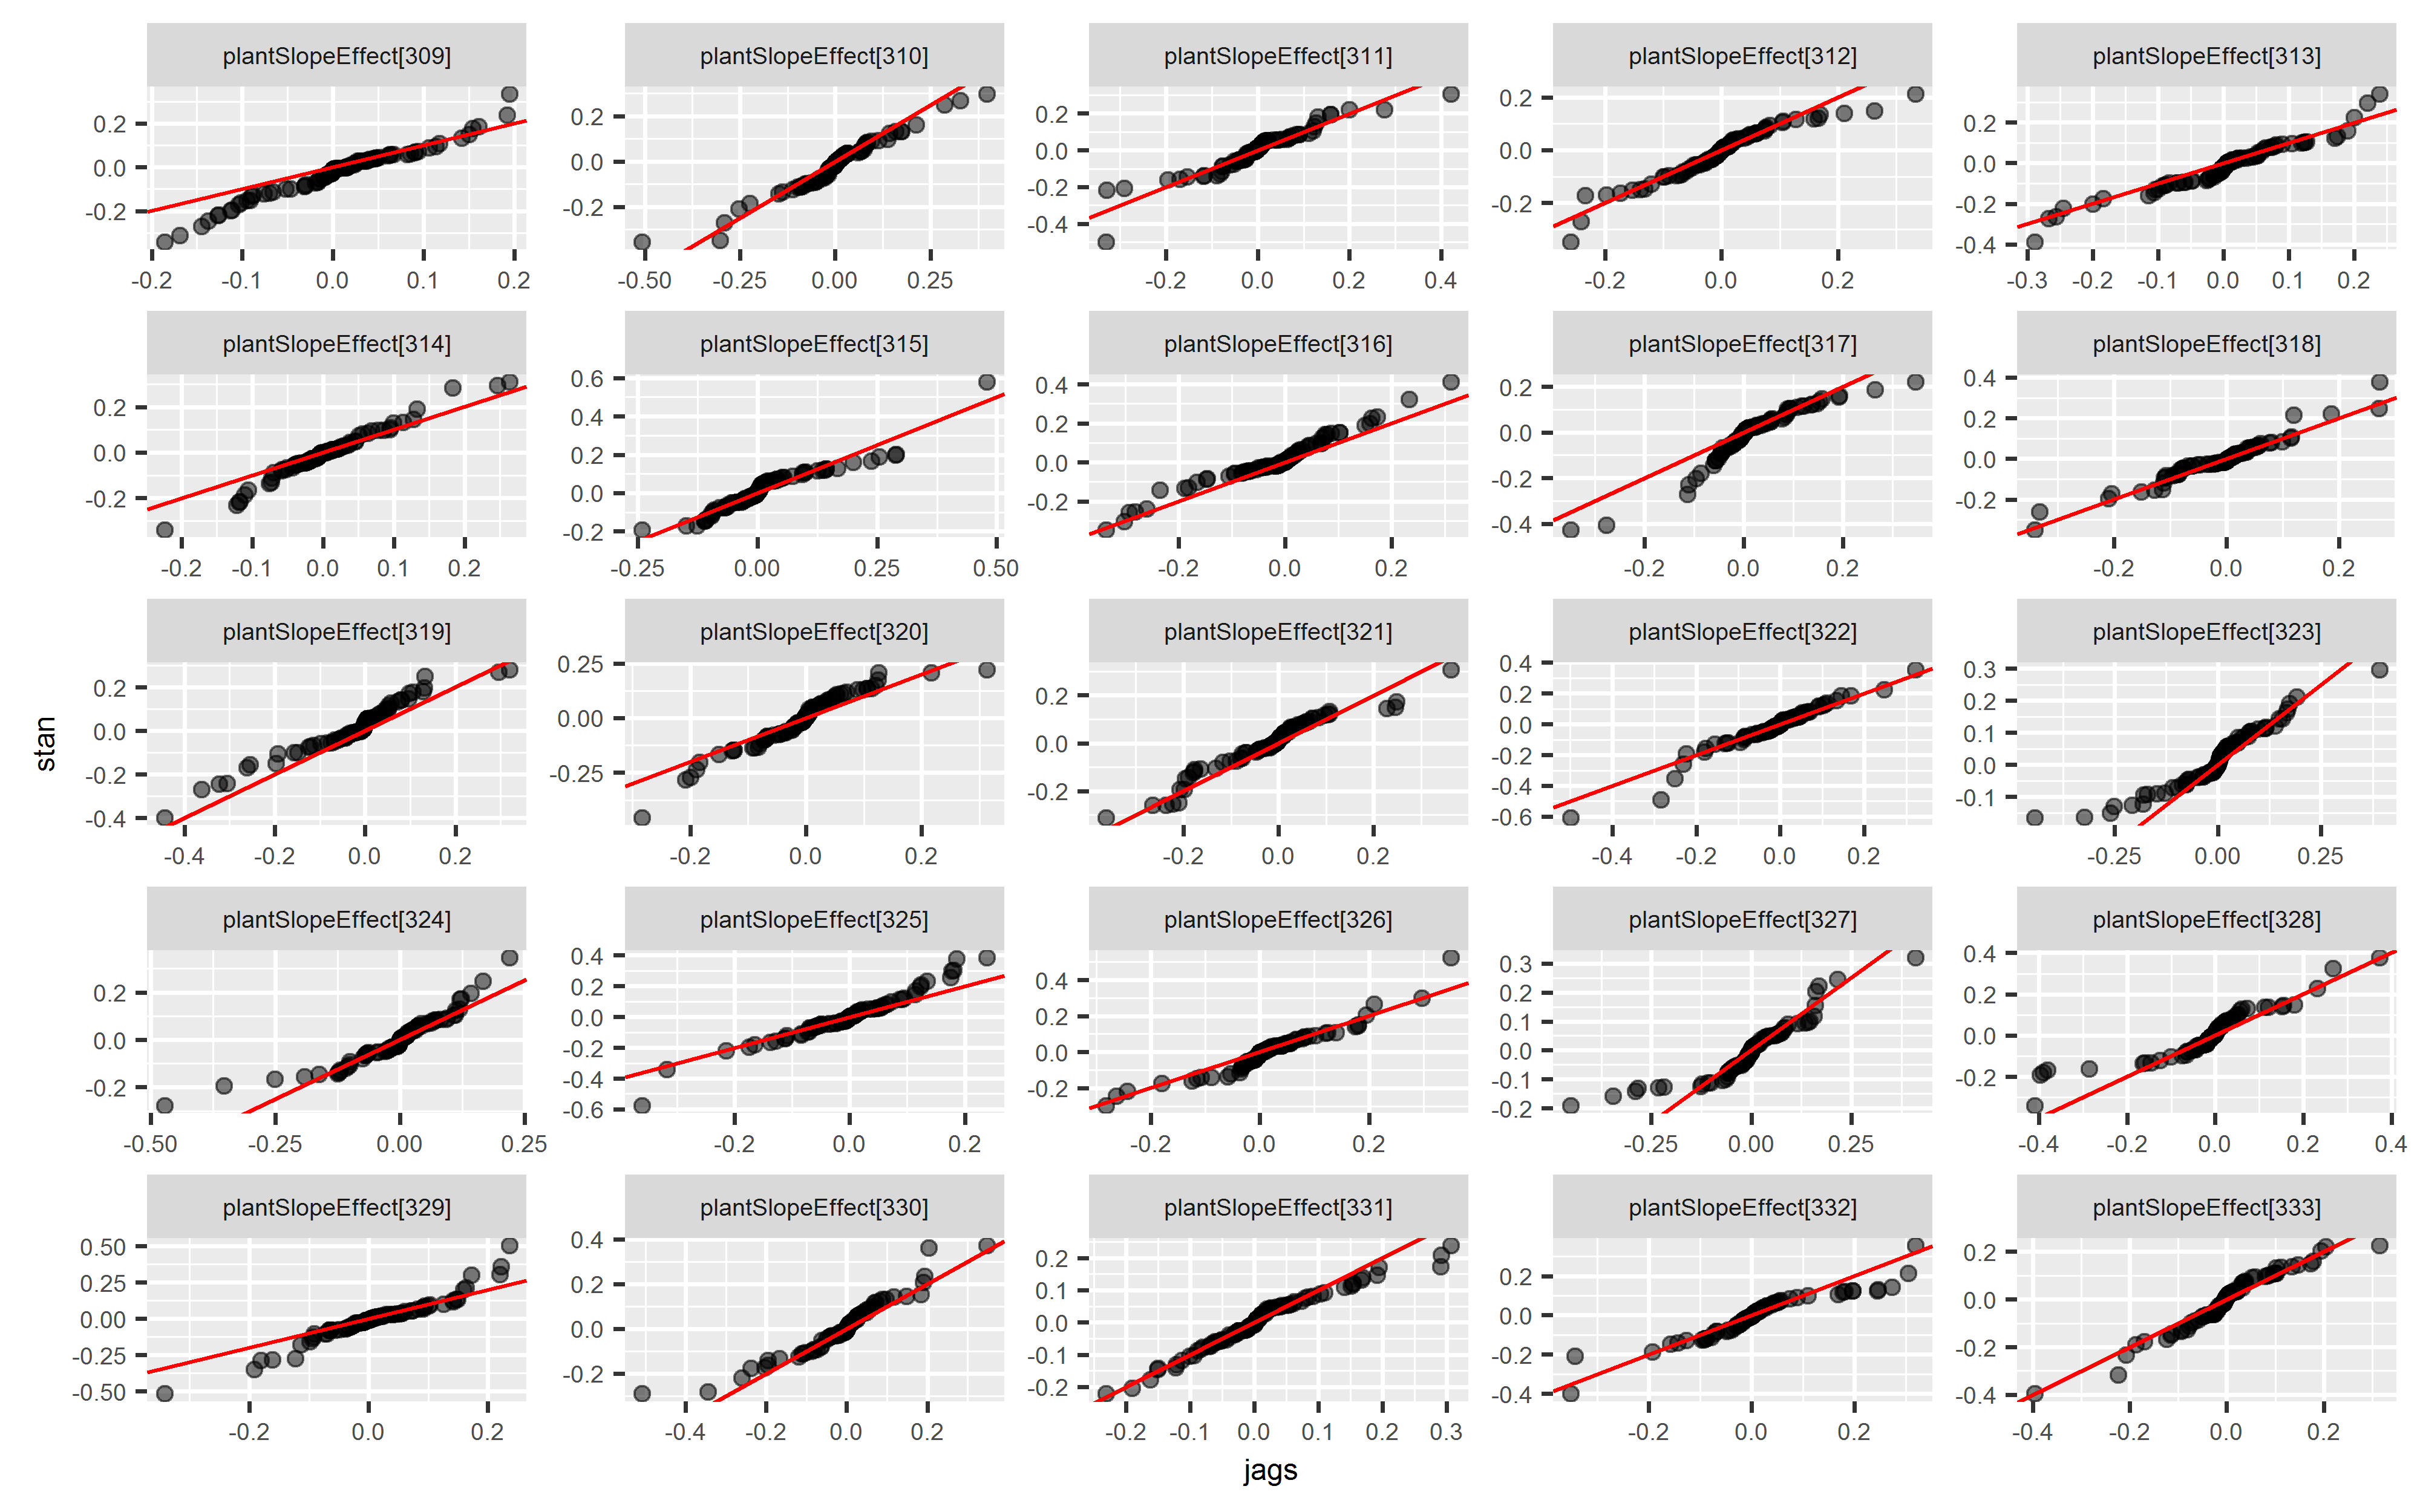 plantSlopeEffect[309] plantSlopeEffect[310] plantSlopeEffect[311] plantSlopeEffect[312] plantSlopeEffect[313]
0.2 0.0 -0.2 0.2 0.0 -0.2 0.2 0.0 -0.2 -0.4 0.2 0.0 -0.2 0.2 0.0 -0.2 -0.4
-0.2 -0.1 0.0 0.1 0.2 -0.50 -0.25 0.00 0.25 -0.2 0.0 0.2 0.4 -0.2 0.0 0.2 -0.3 -0.2 -0.1 0.0 0.1 0.2
plantSlopeEffect[314] plantSlopeEffect[315] plantSlopeEffect[316] plantSlopeEffect[317] plantSlopeEffect[318]
0.2 0.0 -0.2 0.6 0.4 0.2 0.0 -0.2 0.4 0.2 0.0 -0.2 0.2 0.0 -0.2 -0.4 0.4 0.2 0.0 -0.2
-0.2 -0.1 0.0 0.1 0.2 -0.25 0.00 0.25 0.50 -0.2 0.0 0.2 -0.2 0.0 0.2 -0.2 0.0 0.2
plantSlopeEffect[319] plantSlopeEffect[320] plantSlopeEffect[321] plantSlopeEffect[322] plantSlopeEffect[323]
0.2 0.0 -0.2 -0.4 0.25 0.00 -0.25 0.2 0.0 -0.2 0.4 0.2 0.0 -0.2 -0.4 -0.6 0.3 0.2 0.1 0.0 -0.1
-0.4 -0.2 0.0 0.2 -0.2 0.0 0.2 -0.2 0.0 0.2 -0.4 -0.2 0.0 0.2 -0.25 0.00 0.25
stan
plantSlopeEffect[324] plantSlopeEffect[325] plantSlopeEffect[326] plantSlopeEffect[327] plantSlopeEffect[328]
0.2 0.0 -0.2 0.4 0.2 0.0 -0.2 -0.4 -0.6 0.4 0.2 0.0 -0.2 0.3 0.2 0.1 0.0 -0.1 -0.2 0.4 0.2 0.0 -0.2
-0.50 -0.25 0.00 0.25 -0.2 0.0 0.2 -0.2 0.0 0.2 -0.25 0.00 0.25 -0.4 -0.2 0.0 0.2 0.4
plantSlopeEffect[329] plantSlopeEffect[330] plantSlopeEffect[331] plantSlopeEffect[332] plantSlopeEffect[333]
0.50 0.25 0.00 -0.25 -0.50 0.4 0.2 0.0 -0.2 0.2 0.1 0.0 -0.1 -0.2 0.2 0.0 -0.2 -0.4 0.2 0.0 -0.2 -0.4
-0.2 0.0 0.2 -0.4 -0.2 0.0 0.2 -0.2 -0.1 0.0 0.1 0.2 0.3 -0.2 0.0 0.2 -0.4 -0.2 0.0 0.2
jags